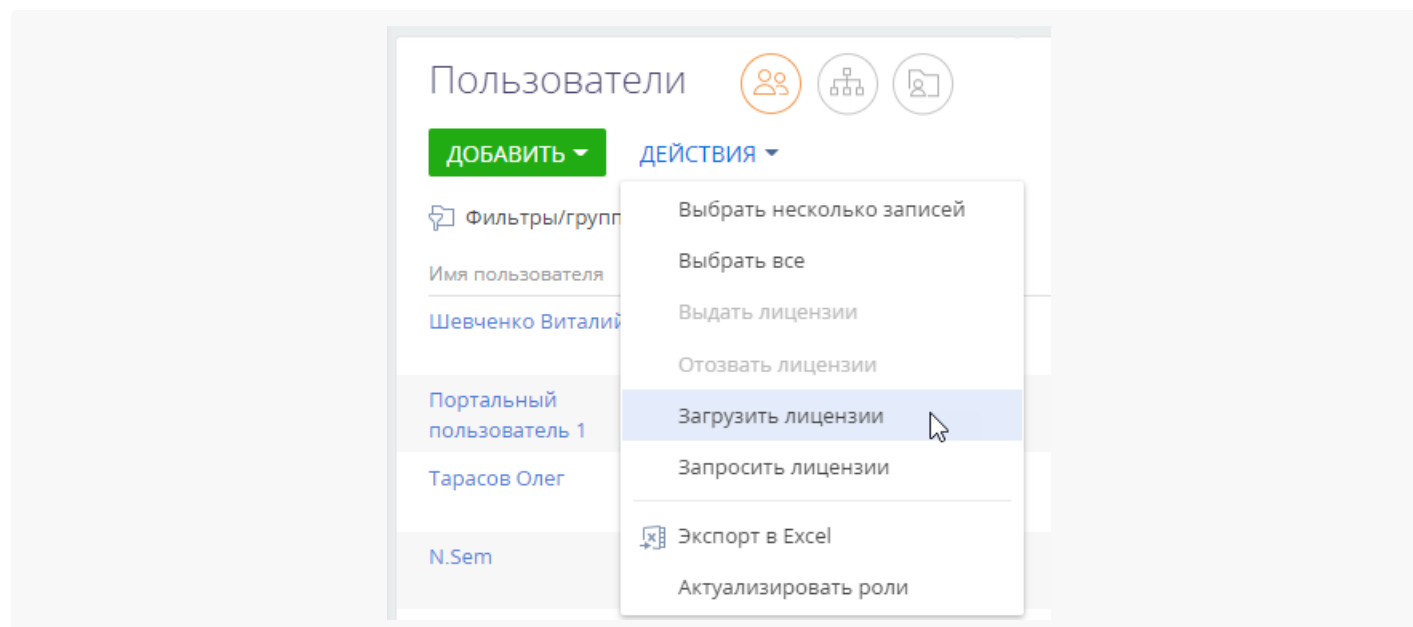 Пользователи
ДОБАВИТЬ ДЕЙСТВИЯ
Выбрать несколько записей
Фильтры/групп
Выбрать все
Имя пользователя
Выдать лицензии
Шевченко Виталий
Отозвать лицензии
Портальный
пользователь 1
Загрузить лицензии
Запросить лицензии
Тарасов Олег
Экспорт в Excel
N.Sem
Актуализировать роли